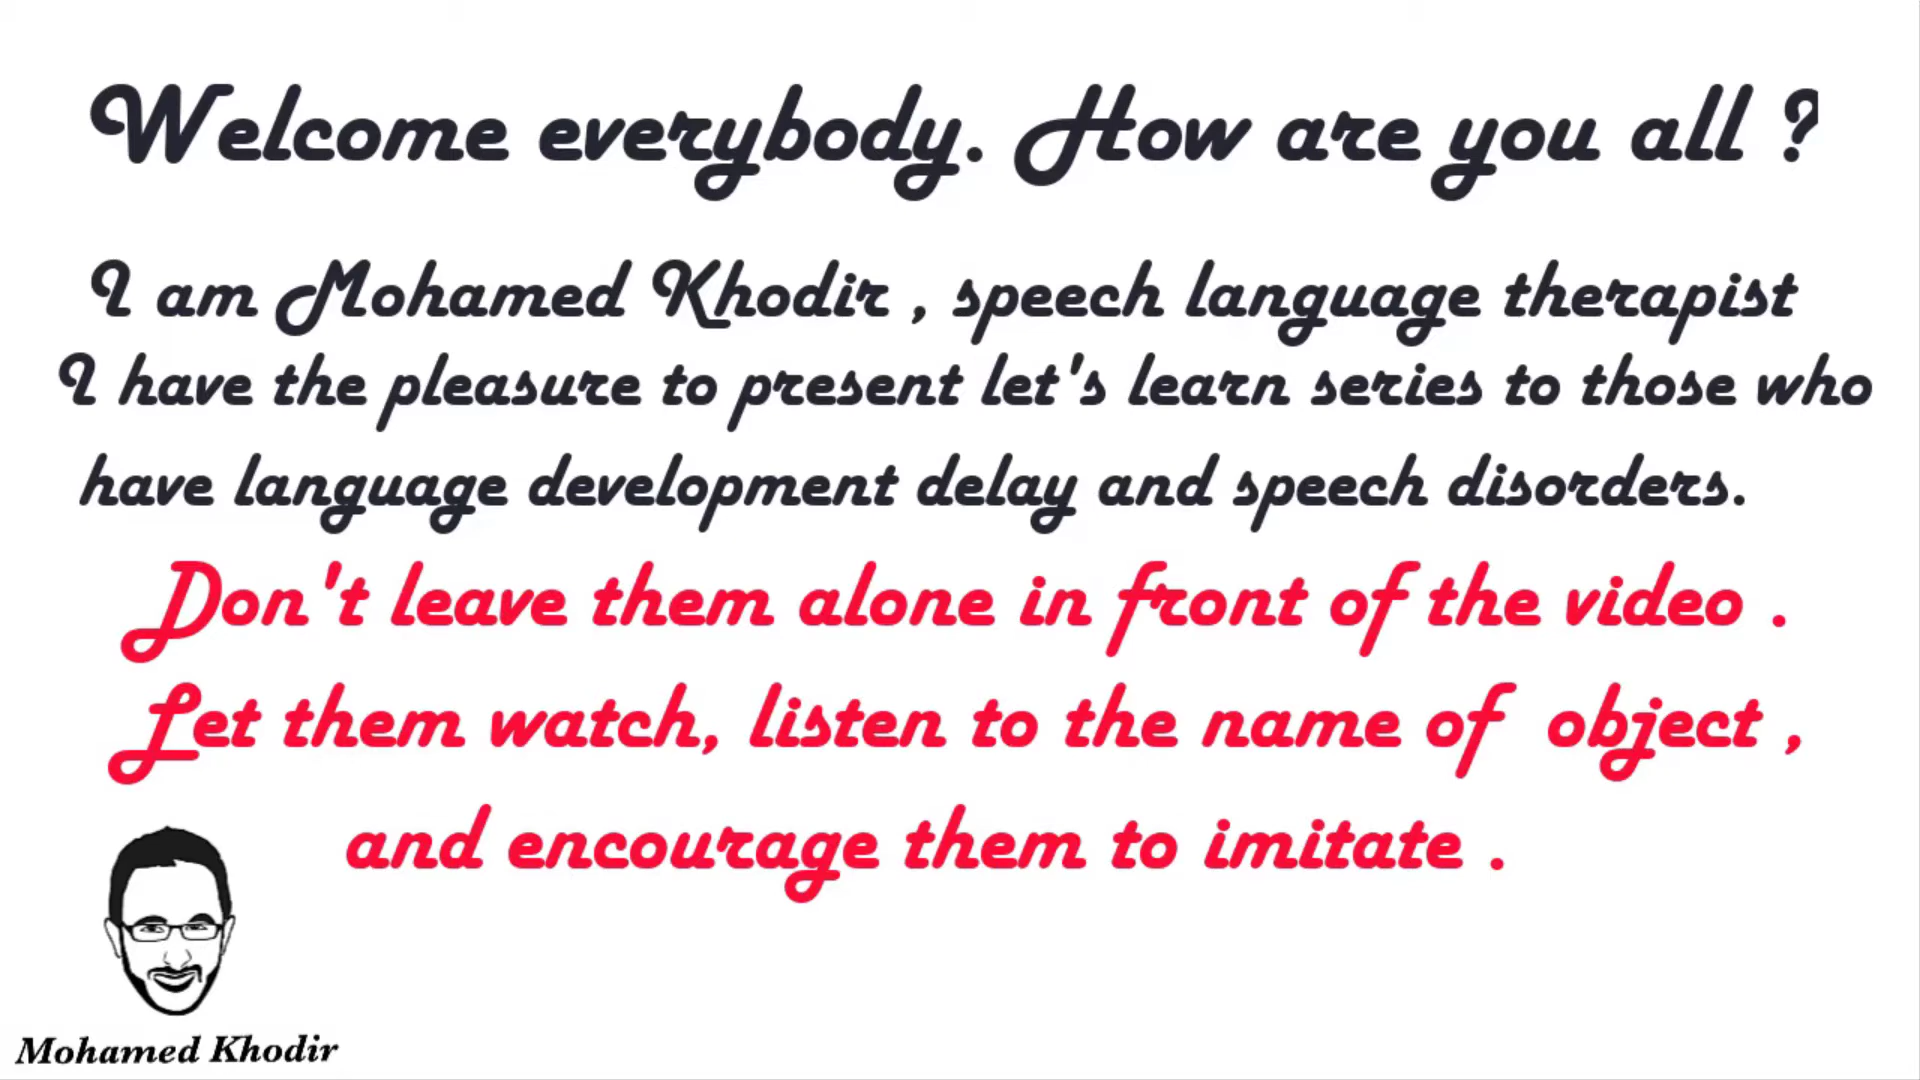 Welcome everybody. How are you all ?
I am Mohamed Khodir , speech language therapist
I have the pleasure to present let's learn series to those who
have language development delay and speech disorders.
Don't leave them alone in front of the video .
Let them watch, listen to the name of object ,
and encourage them to imitate .
Mohamed Khodir